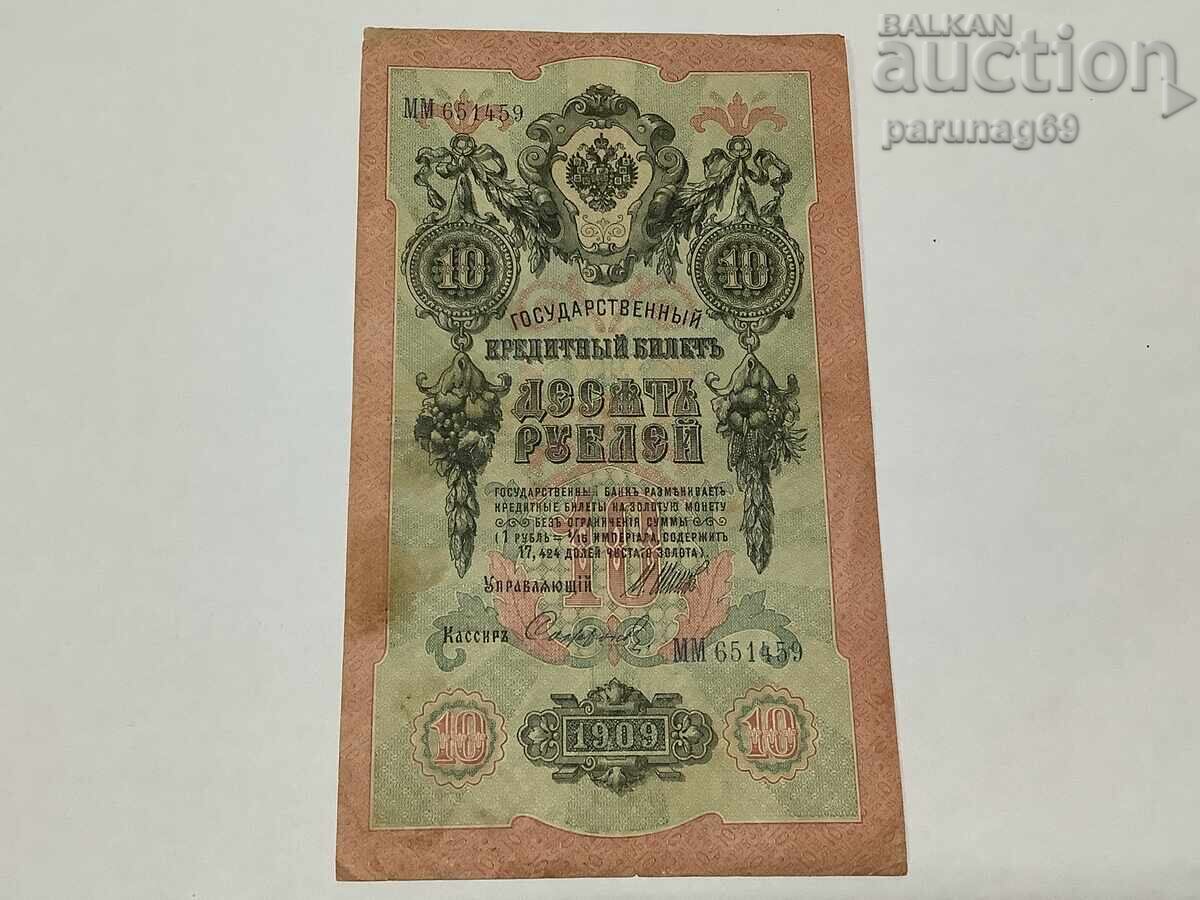 BALKAN
auction
parunag69
ММ 651459
10 10
ГОСУДАРСТВЕННЫЙ
КРЕДИТНЫЙ БИЛЕТЪ
ДЕСЯТЬ
РУБЛЕЙ
ГОСУДАРСТВЕННЫЙ БАНКЪ РАЗМѢНИВАЕТЪ
КРЕДИТНЫЕ БИЛЕТЫ НА ЗОЛОТУЮ МОНЕТУ
БЕЗЪ ОГРАНИЧЕНІЯ СУММЫ
(1 РУБЛЬ = 1/15 ИМПЕРІАЛА, СОДЕРЖИТЪ
17,424 ДОЛЕЙ ЧИСТАГО ЗОЛОТА).
10
Управляющій
Кассиръ
ММ 651459
10 1909 10